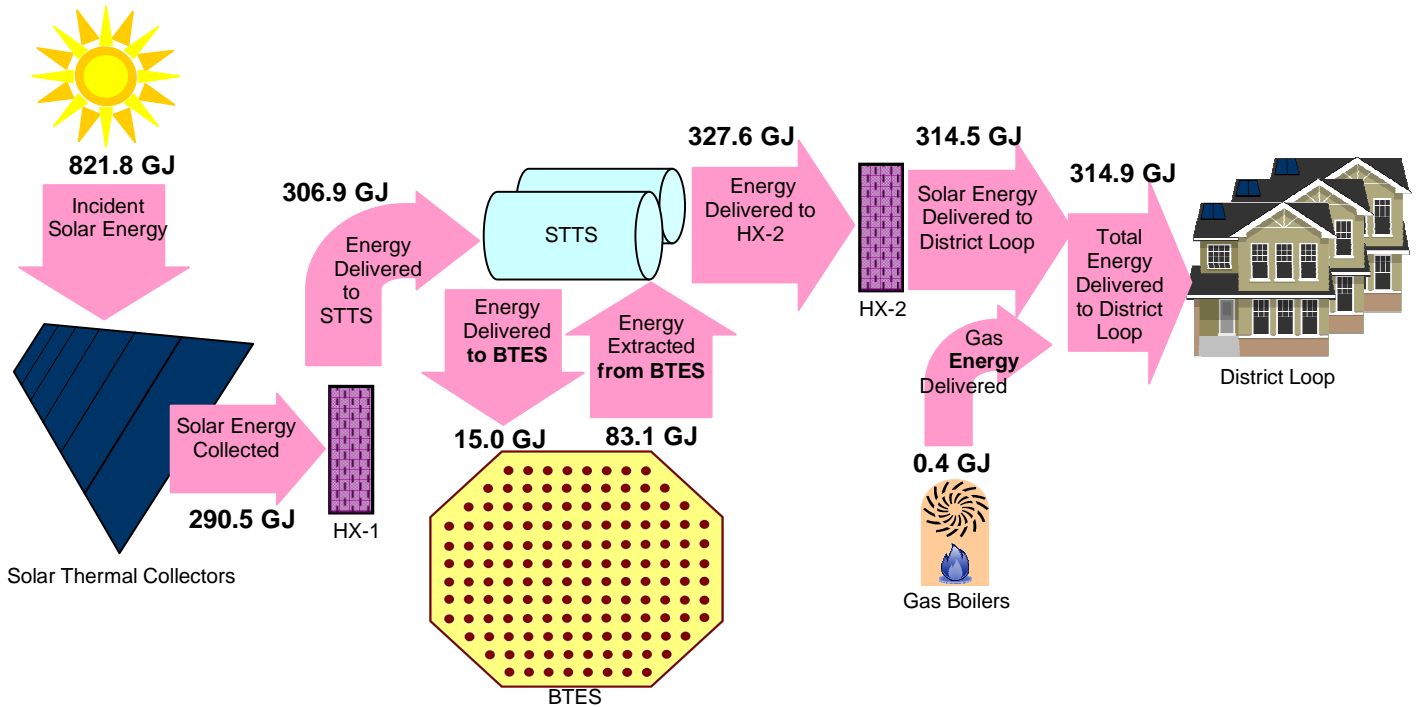 821.8 GJ
Incident
Solar Energy
306.9 GJ
Energy
Delivered
to
STTS
STTS
327.6 GJ
Energy
Delivered to
HX-2
314.5 GJ
Solar Energy
Delivered to
District Loop
HX-2
314.9 GJ
Total
Energy
Delivered
to District
Loop
District Loop
Energy
Delivered
to BTES
Energy
Extracted
from BTES
Gas
Energy
Delivered
Solar Energy
Collected
290.5 GJ
HX-1
15.0 GJ
83.1 GJ
0.4 GJ
Solar Thermal Collectors
Gas Boilers
BTES